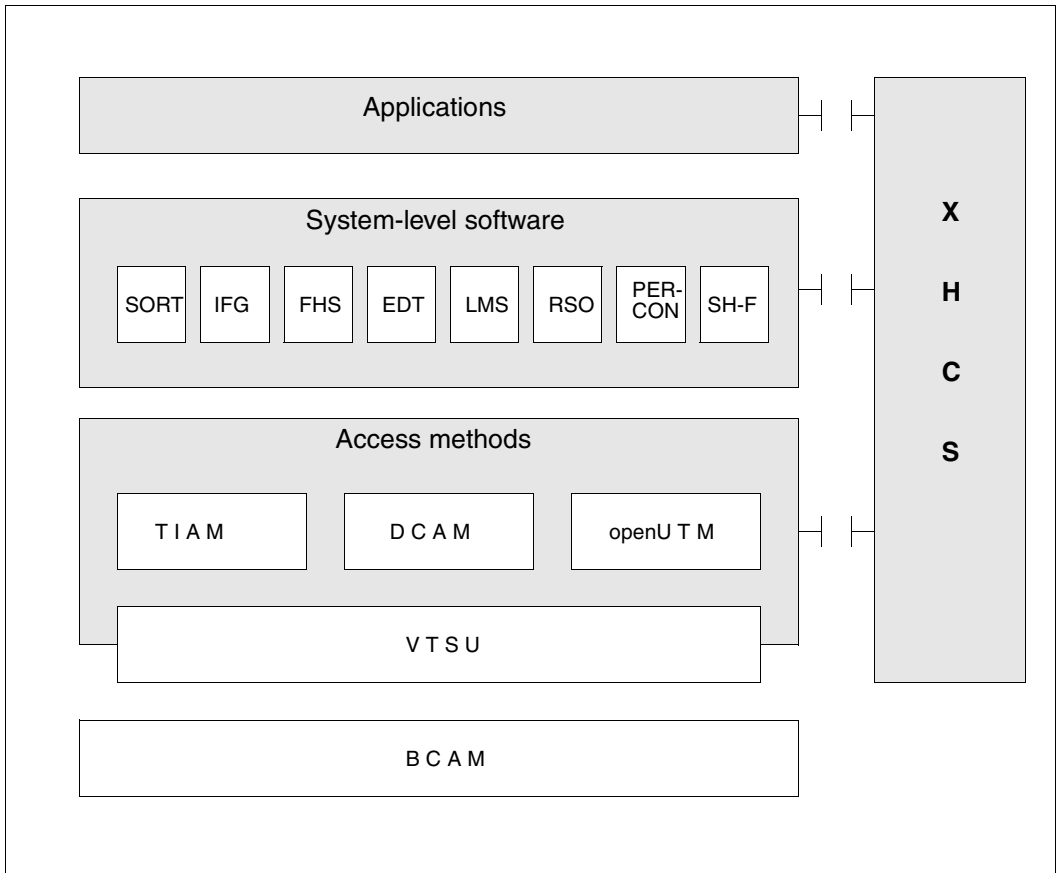 Applications
System-level software
SORT IFG FHS EDT LMS RSO PER-
CON SH-F
Access methods
T I A M D C A M openU T M
V T S U
B C A M
X
H
C
S